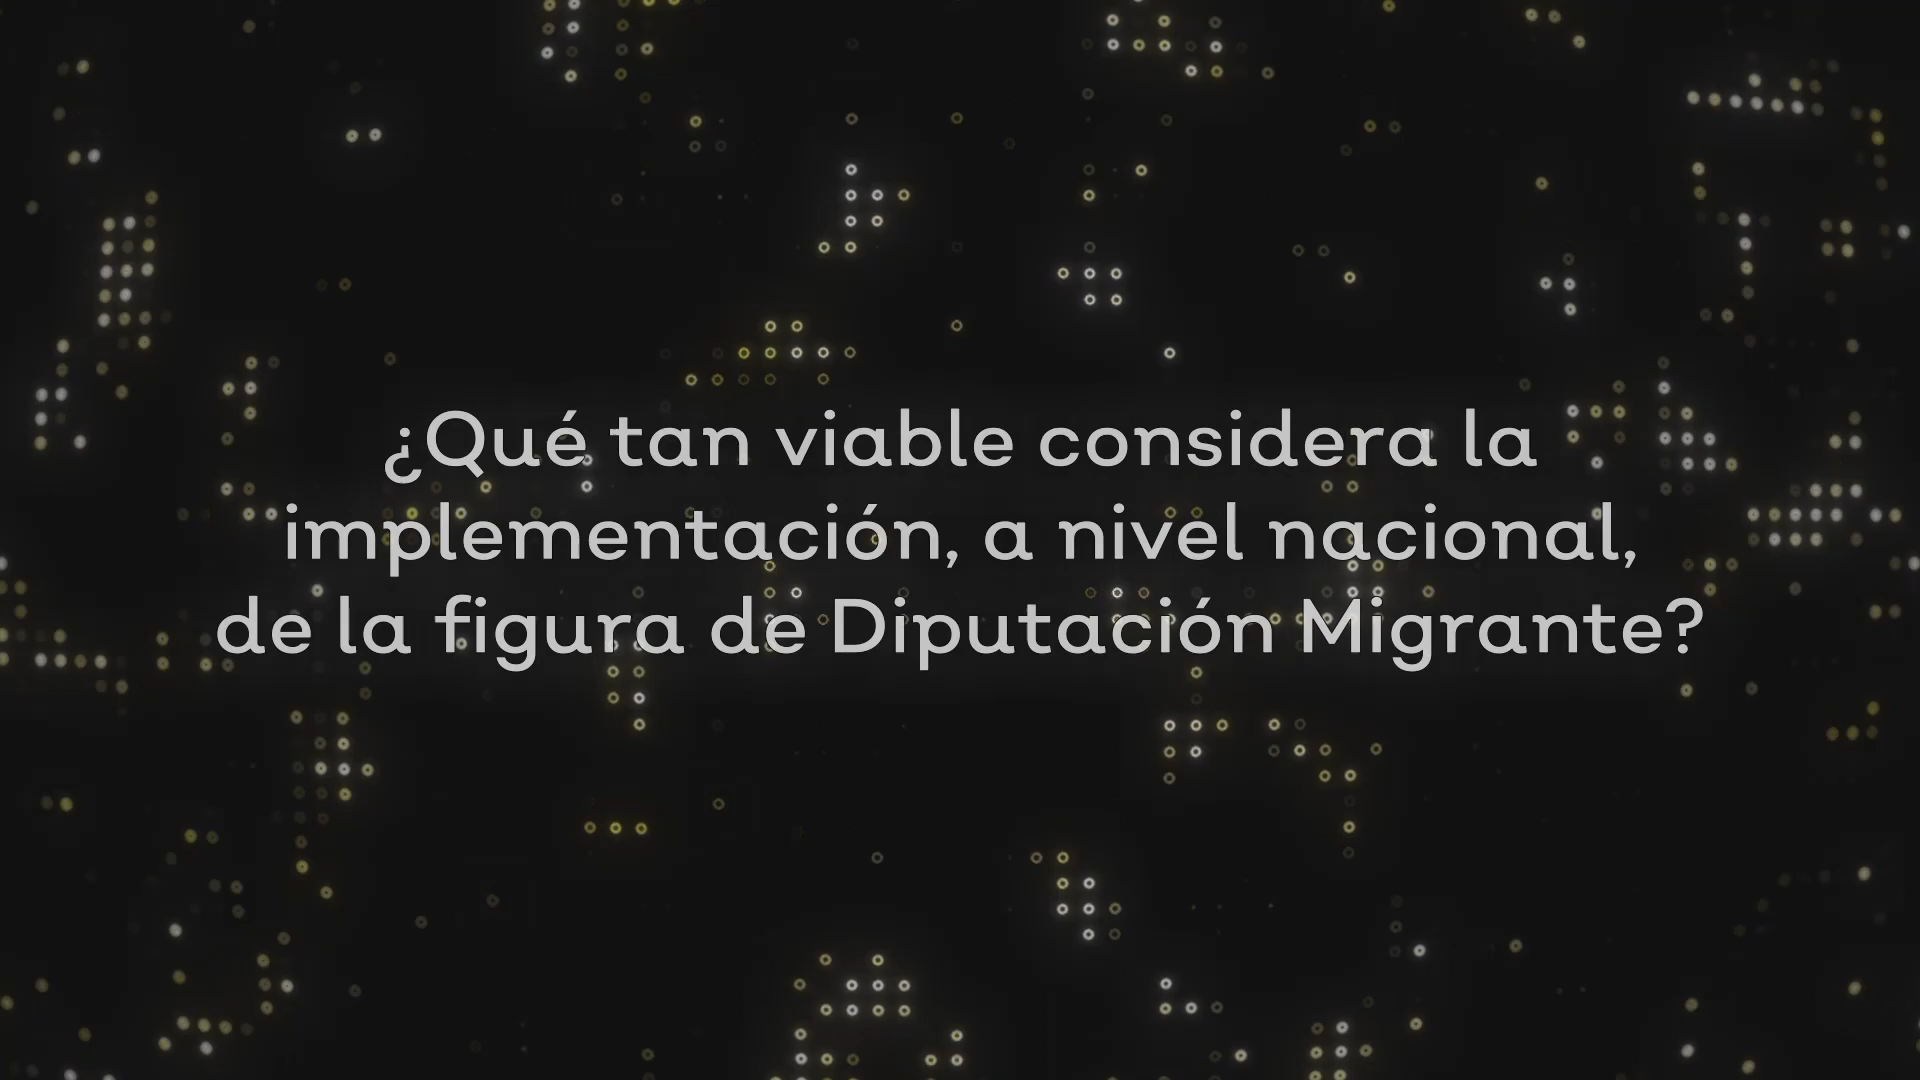 ¿Qué tan viable considera la
implementación, a nivel nacional,
de la figura de Diputación Migrante?